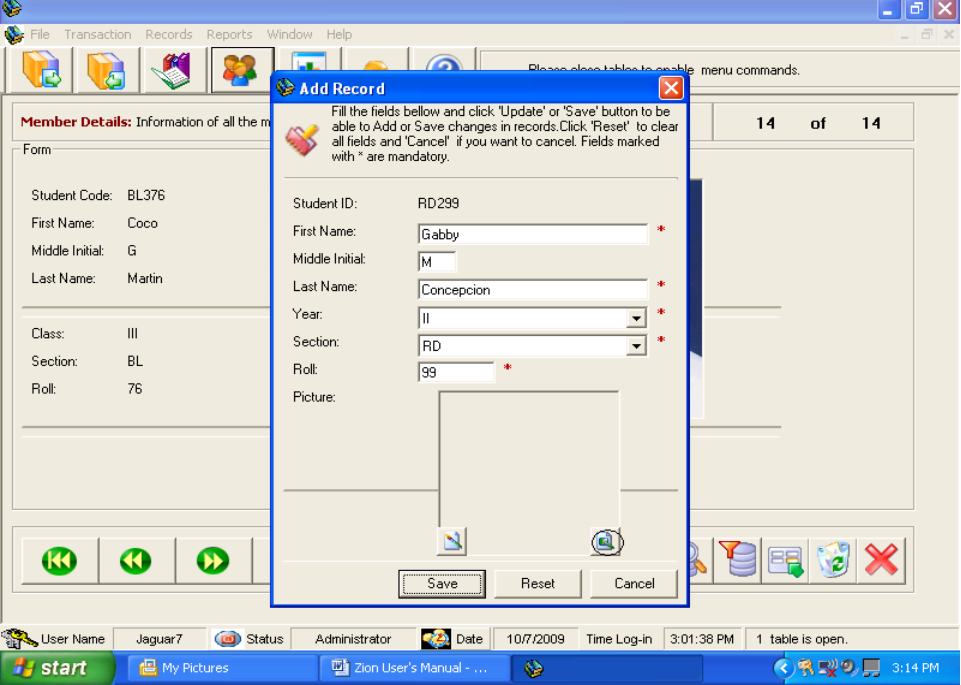 File Transaction Records Reports Window Help
commands.
Member Details: Information of all the m
14 of 14
Form
Student Code: BL376
First Name: Coco
Middle Initial: G
Last Name: Martin
Class: III
Section: BL
Roll: 76
Add Record
Fill the fields bellow and click 'Update' or 'Save' button to be
able to Add or Save changes in records.Click 'Reset' to clear
all fields and 'Cancel' if you want to cancel. Fields marked
with * are mandatory.
Student ID: RD299
First Name: Gabby *
Middle Initial: M
Last Name: Concepcion *
Year: II *
Section: RD *
Roll: 99 *
Picture:
Save Reset Cancel
User Name Jaguar7 Status Administrator Date 10/7/2009 Time Log-in 3:01:38 PM 1 table is open.
start My Pictures Zion User's Manual - ... 3:14 PM